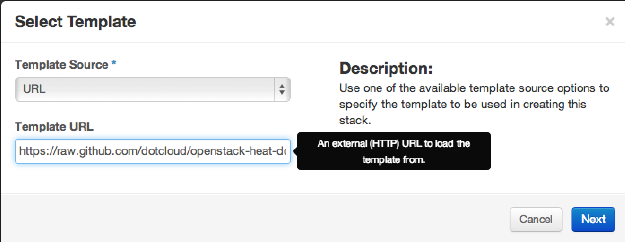 Select Template
×
Template Source *
URL
Description:
Use one of the available template source options to
specify the template to be used in creating this
stack.
Template URL
https://raw.github.com/dotcloud/openstack-heat-do
An external (HTTP) URL to load the
template from.
Cancel
Next